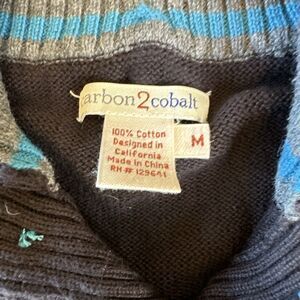 arbon2cobalt
100% Cotton
Designed in
California
Made in China
RN# 129641
M